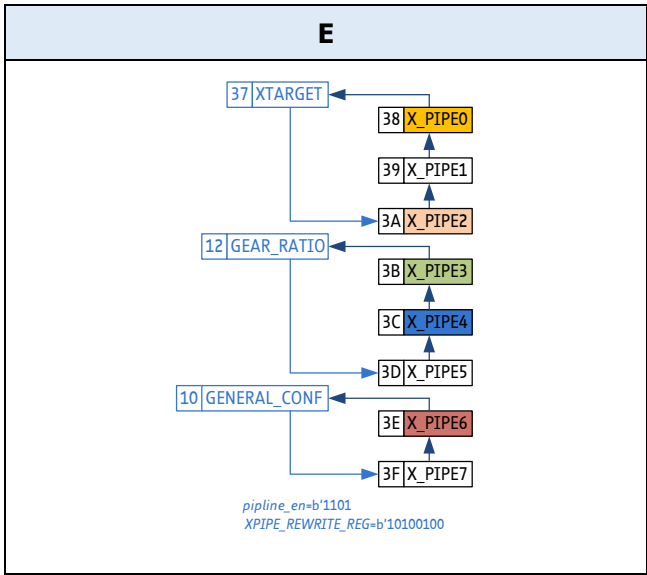 E
37 XTARGET
38 X_PIPE0
39 X_PIPE1
3A X_PIPE2
12 GEAR_RATIO
3B X_PIPE3
3C X_PIPE4
3D X_PIPE5
10 GENERAL_CONF
3E X_PIPE6
3F X_PIPE7
pipline_en=b'1101
XPIPE_REWRITE_REG=b'10100100